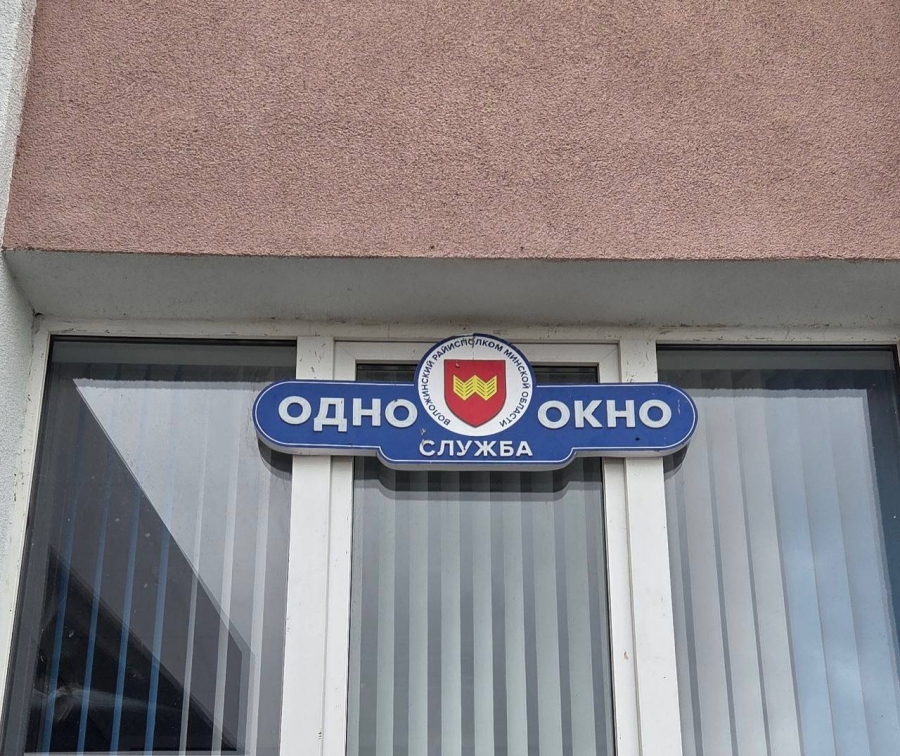 ОДНО ОКНО
СЛУЖБА
ВОЛОЖИНСКИЙ РАЙИСПОЛКОМ МИНСКОЙ ОБЛАСТИ